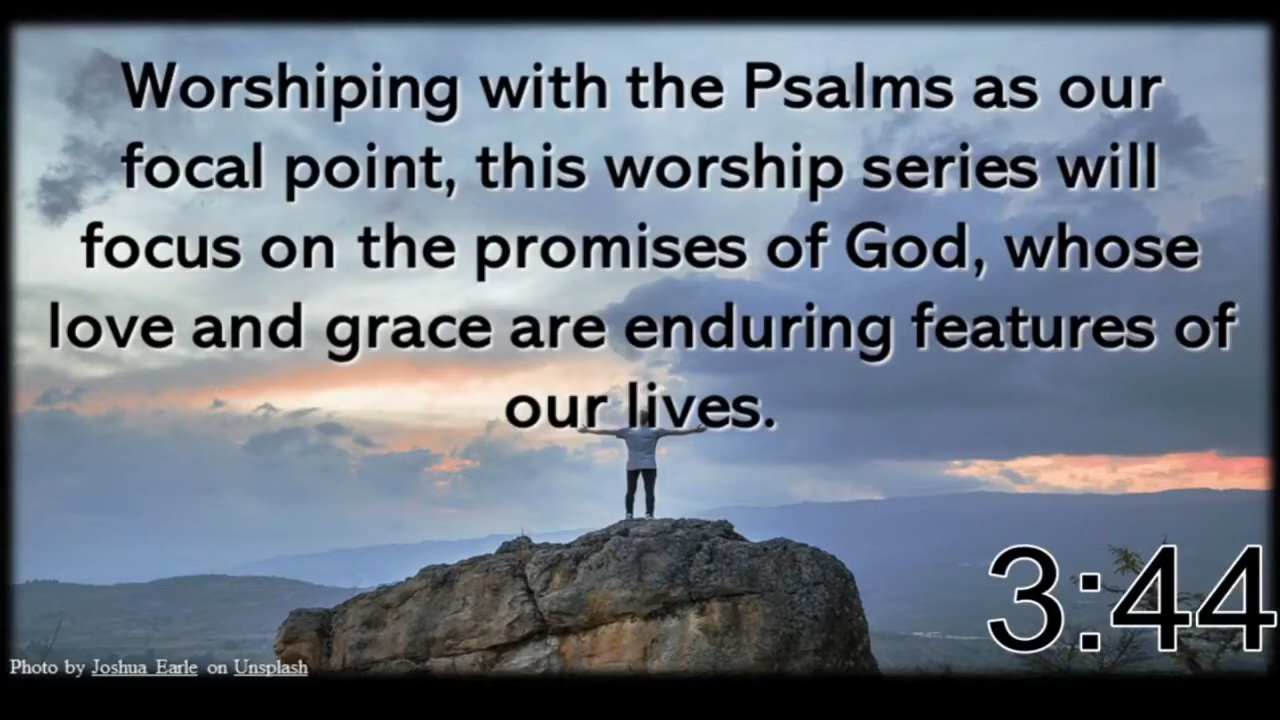 Worshiping with the Psalms as our
focal point, this worship series will
focus on the promises of God, whose
love and grace are enduring features of
our lives.
3:44
Photo by Joshua Earle on Unsplash